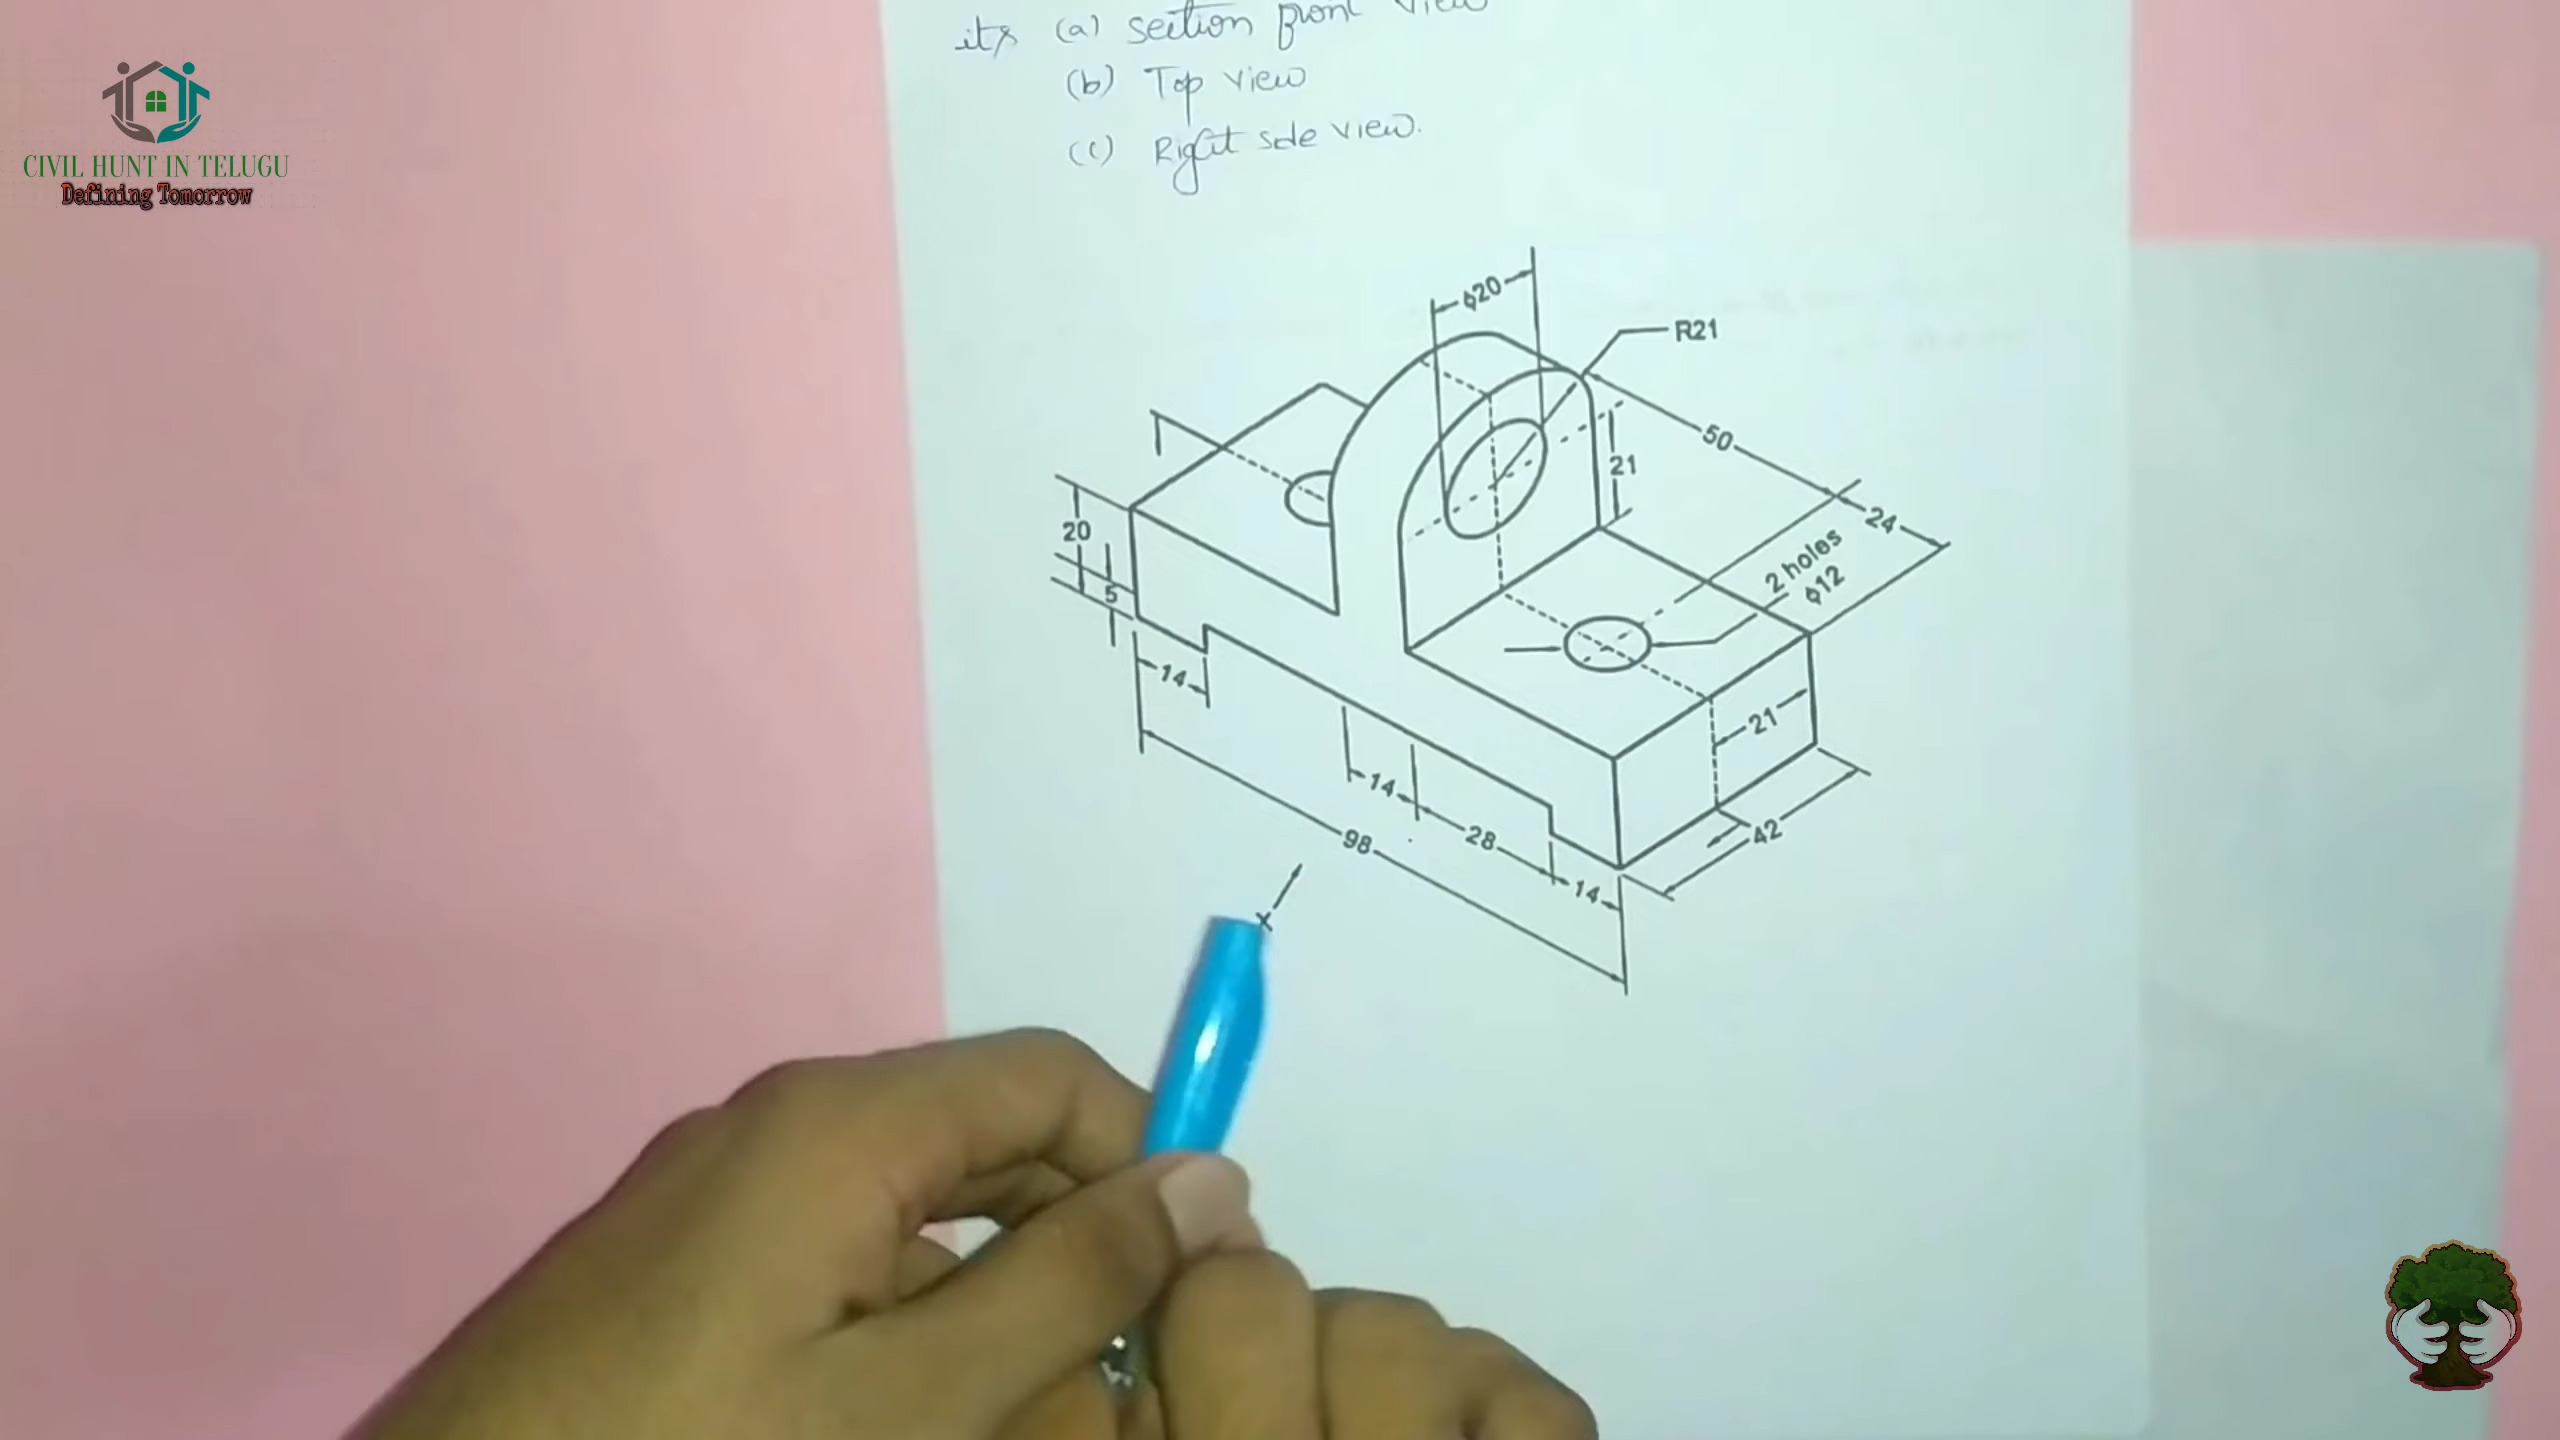 its (a) section front view
(b) Top view
(c) Right side view.
CIVIL HUNT IN TELUGU
Defining Tomorrow
ϕ20
R21
50
21
24
20
2 holes
ϕ12
5
14
21
14
42
98
28
14
X